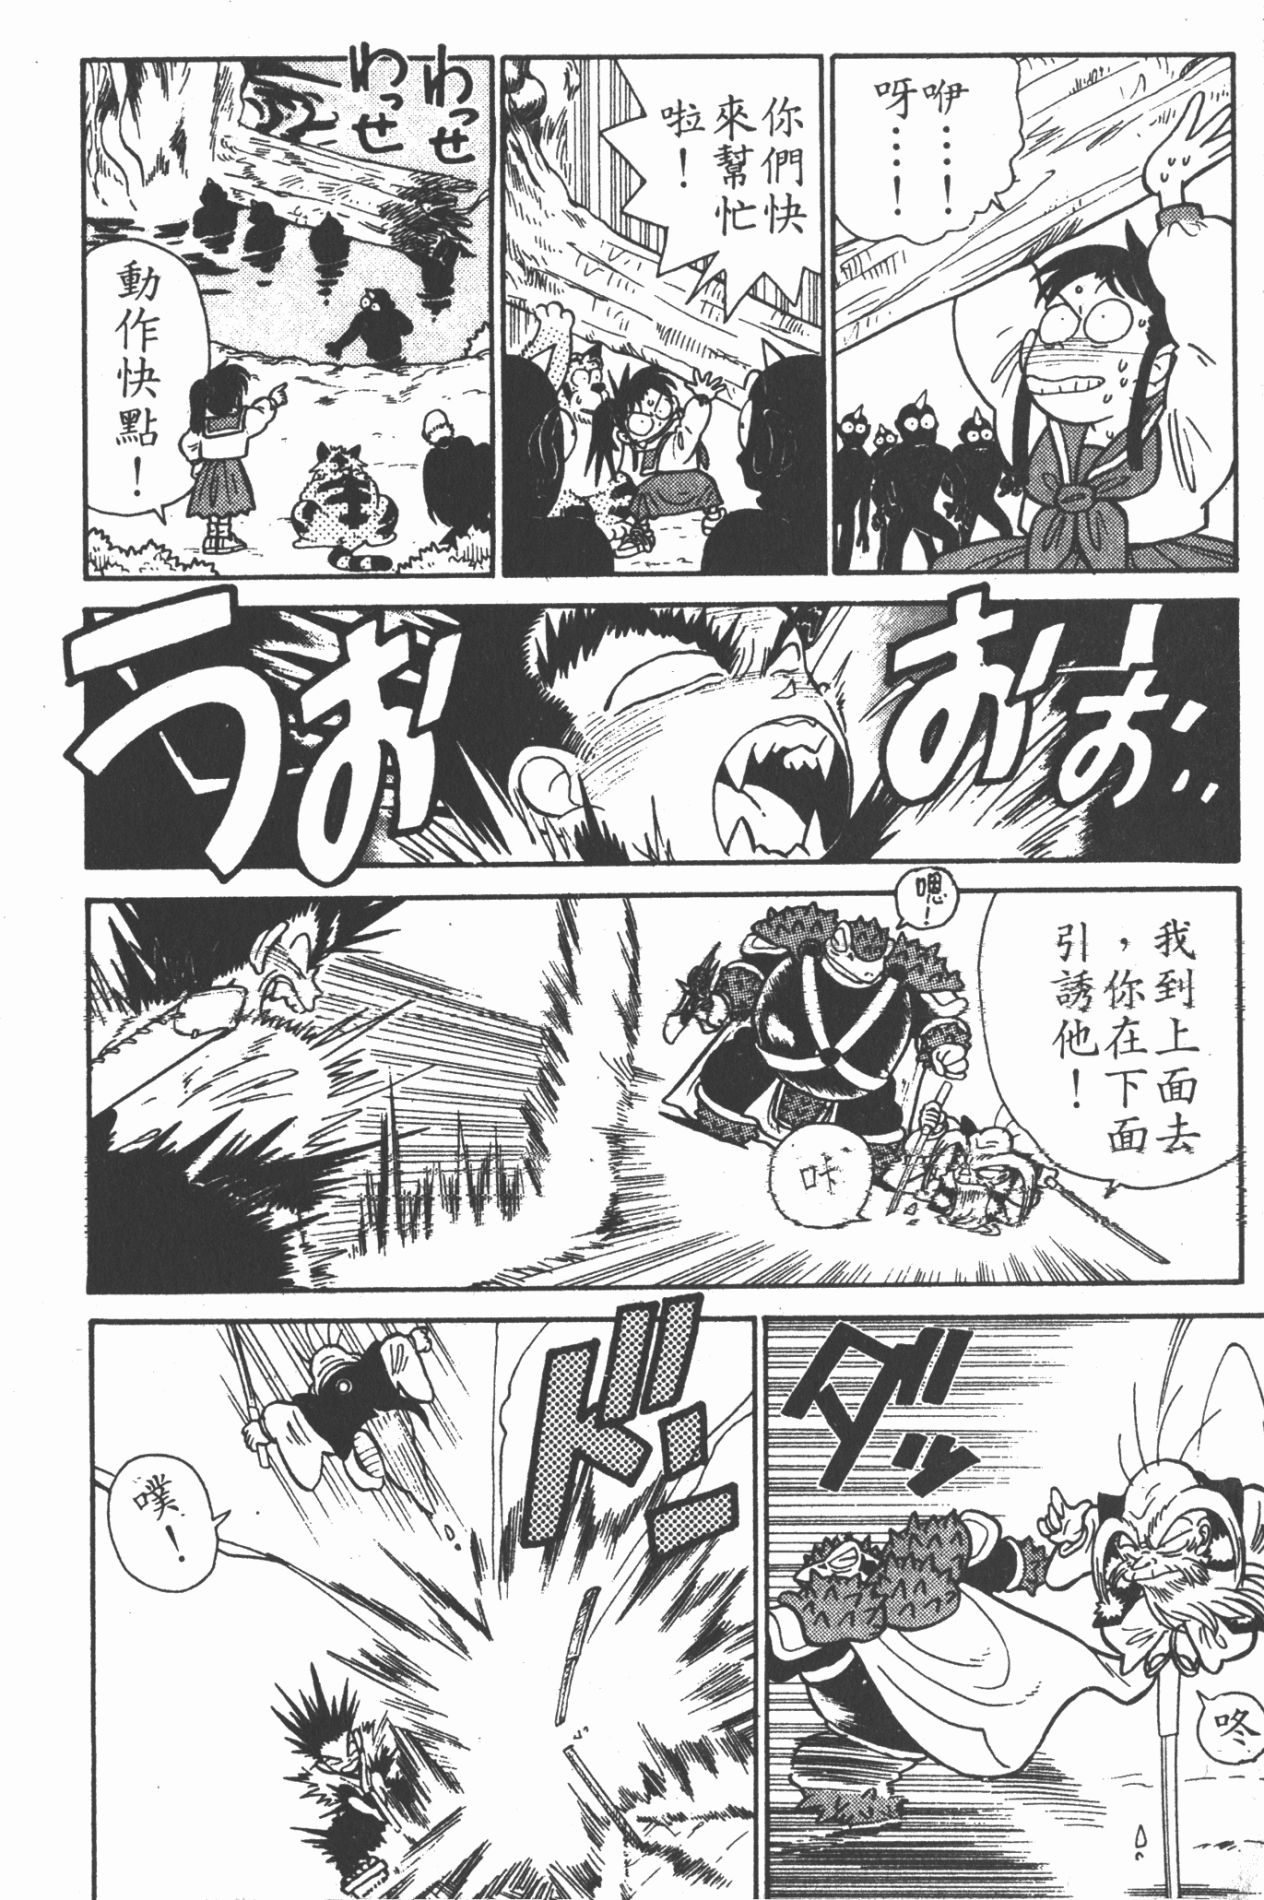 咿……！
呀……！
你們快
來幫忙
啦！
わっせ
わっせ
動作快點！
うおおお‥
我到上面去
，你在下面
引誘他！
嗯！
咔
ダッ
咚
ドン
噗！